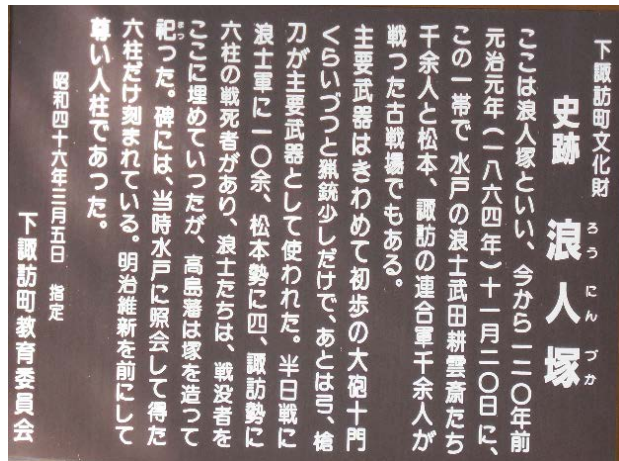 下諏訪町文化財
史跡 浪人塚
ろうにんづか
ここは浪人塚といい、今から一二〇年前
元治元年(一八六四年)十一月二〇日に、
この一帯で水戸の浪士武田耕雲斎たち
千余人と松本、諏訪の連合軍千余人が
戦った古戦場でもある。
主要武器はきわめて初歩の大砲十門
くらいづつと猟銃少しだけで、あとは弓、槍
刀が主要武器として使われた。半日戦に
浪士軍に一〇余、松本勢に四、諏訪勢に
六柱の戦死者があり、浪士たちは、戦没者を
ここに埋めていったが、高島藩は塚を造って
祀った。碑には、当時水戸に照会して得た
まつ
六柱だけ刻まれている。明治維新を前にして
尊い人柱であった。
昭和四十六年三月五日 指定
下諏訪町教育委員会